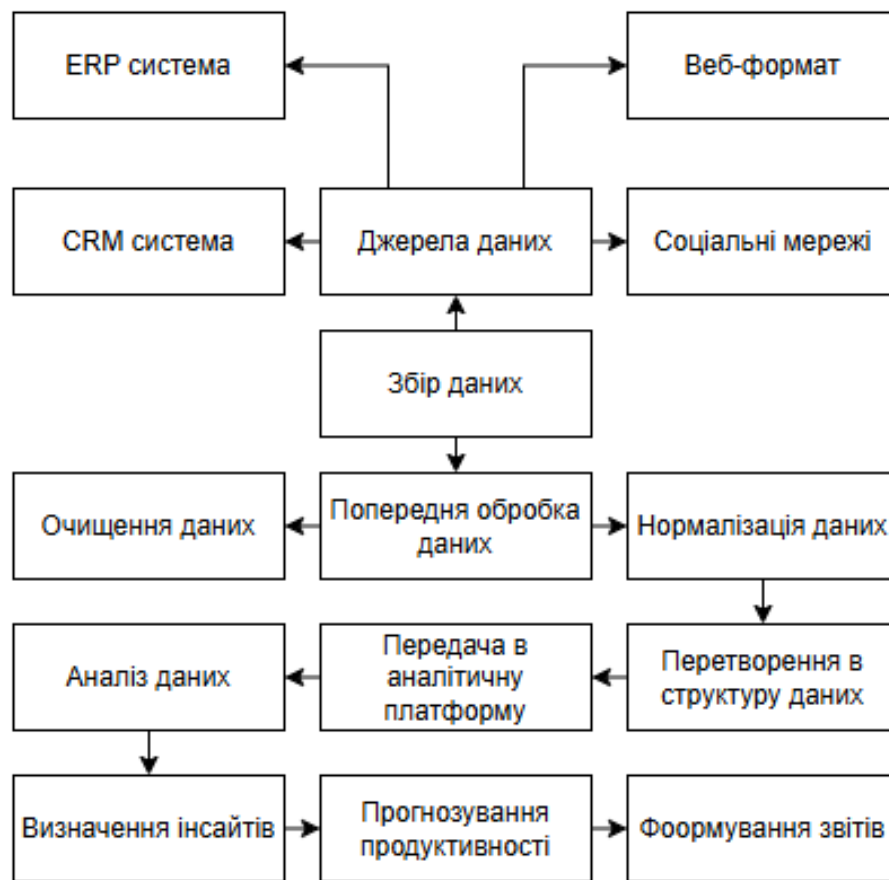 ERP система
Веб-формат
CRM система
Джерела даних
Соціальні мережі
Збір даних
Очищення даних
Попередня обробка
даних
Нормалізація даних
Аналіз даних
Передача в
аналітичну
платформу
Перетворення в
структуру даних
Визначення інсайтів
Прогнозування
продуктивності
Фоормування звітів